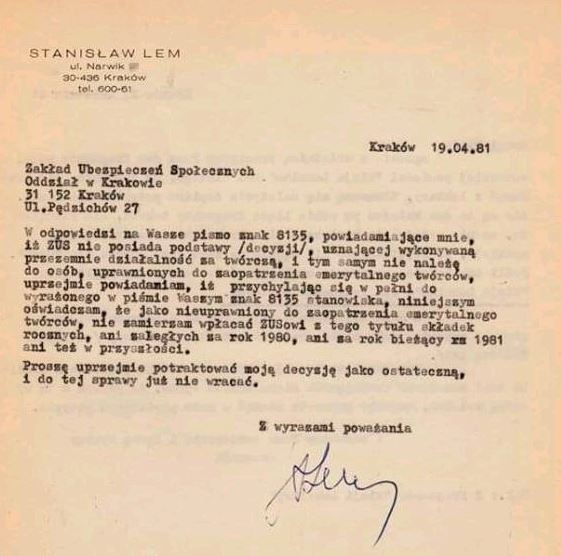 STANISŁAW LEM
ul. Narwik
30-436 Kraków
tel. 600-61
Kraków 19.04.81
Zakład Ubezpieczeń Społecznych
Oddział w Krakowie
31 152 Kraków
Ul.Pędzichów 27
W odpowiedzi na Wasze pismo znak 8135, powiadamiające mnie,
iż ZUS nie posiada podstawy /decyzji/, uznającej wykonywaną
przezemnie działalność za twórczą, i tym samym nie należę
do osób, uprawnionych do zaopatrzenia emerytalnego twórców,
uprzejmie powiadamiam, iż przychylając się w pełni do
wyrażonego w piśmie Waszym znak 8135 stanowiska, niniejszym
oświadczam, że jako nieuprawniony do zaopatrzenia emerytalnego
twórców, nie zamierzam wpłacać ZUSowi z tego tytułu składek
rocznych, ani zaległych za rok 1980, ani za rok bieżący 1981
ani też w przyszłości.
Proszę uprzejmie potraktować moją decyzję jako ostateczną,
i do tej sprawy już nie wracać.
Z wyrazami poważania
Lem